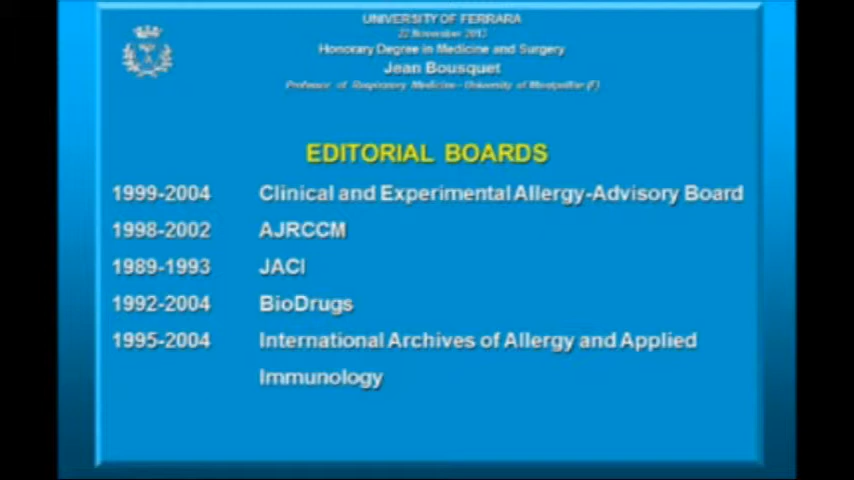 UNIVERSITY OF FERRARA
22 November 2013
Honorary Degree in Medicine and Surgery
Jean Bousquet
Professor of Respiratory Medicine - University of Montpellier (F)
EDITORIAL BOARDS
1999-2004 Clinical and Experimental Allergy-Advisory Board
1998-2002 AJRCCM
1989-1993 JACI
1992-2004 BioDrugs
1995-2004 International Archives of Allergy and Applied
Immunology